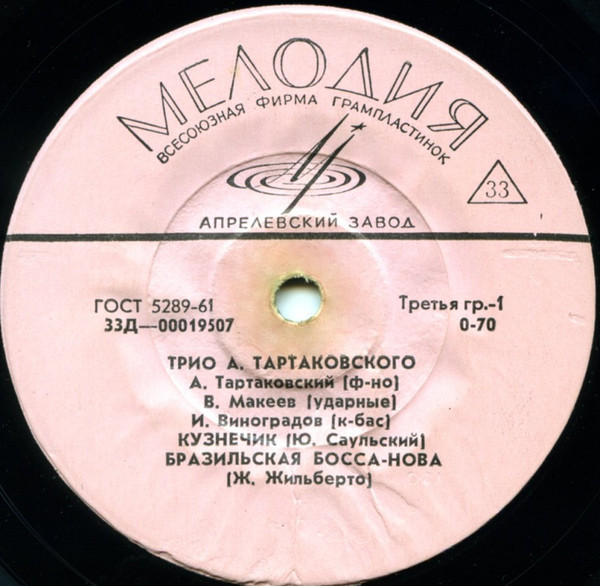 МЕЛОДИЯ
ВСЕСОЮЗНАЯ ФИРМА ГРАМПЛАСТИНОК
33
АПРЕЛЕВСКИЙ ЗАВОД
ГОСТ 5289-61
Третья гр.-1
33Д—00019507
0-70
ТРИО А. ТАРТАКОВСКОГО
А. Тартаковский (ф-но)
В. Макеев (ударные)
И. Виноградов (к-бас)
КУЗНЕЧИК (Ю. Саульский)
БРАЗИЛЬСКАЯ БОССА-НОВА
(Ж. Жильберто)